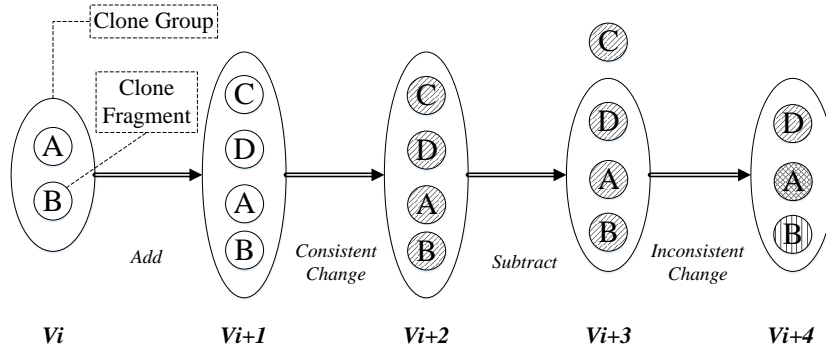 Clone Group
Clone
Fragment
A
B
Add
C
D
A
B
Consistent
Change
C
D
A
B
Subtract
C
D
A
B
Inconsistent
Change
D
A
B
Vi
Vi+1
Vi+2
Vi+3
Vi+4